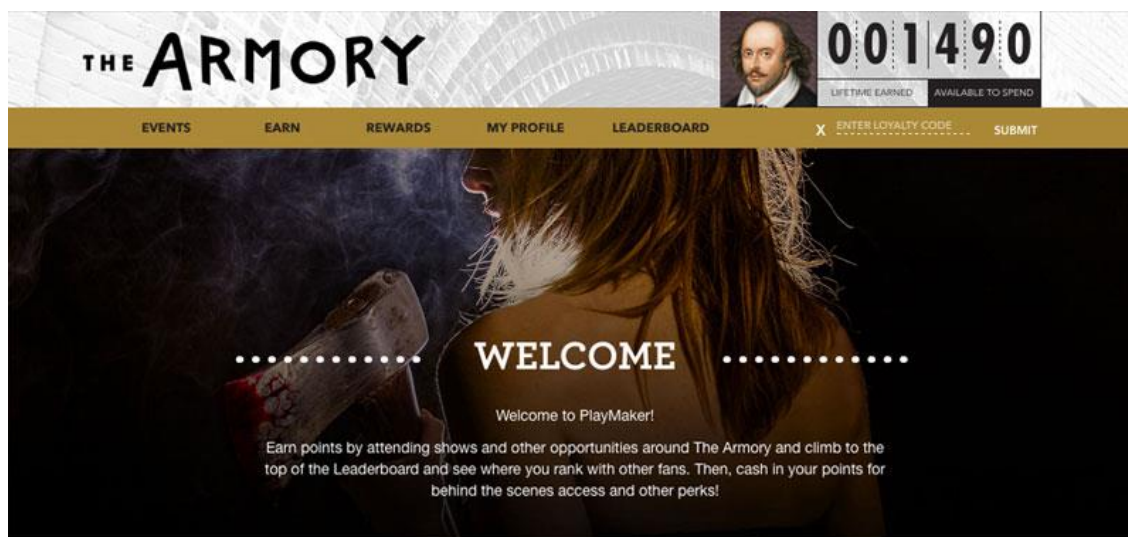 THE ARMORY
001490
LIFETIME EARNED AVAILABLE TO SPEND
EVENTS EARN REWARDS MY PROFILE LEADERBOARD X ENTER LOYALTY CODE SUBMIT
WELCOME
Welcome to PlayMaker!
Earn points by attending shows and other opportunities around The Armory and climb to the
top of the Leaderboard and see where you rank with other fans. Then, cash in your points for
behind the scenes access and other perks!